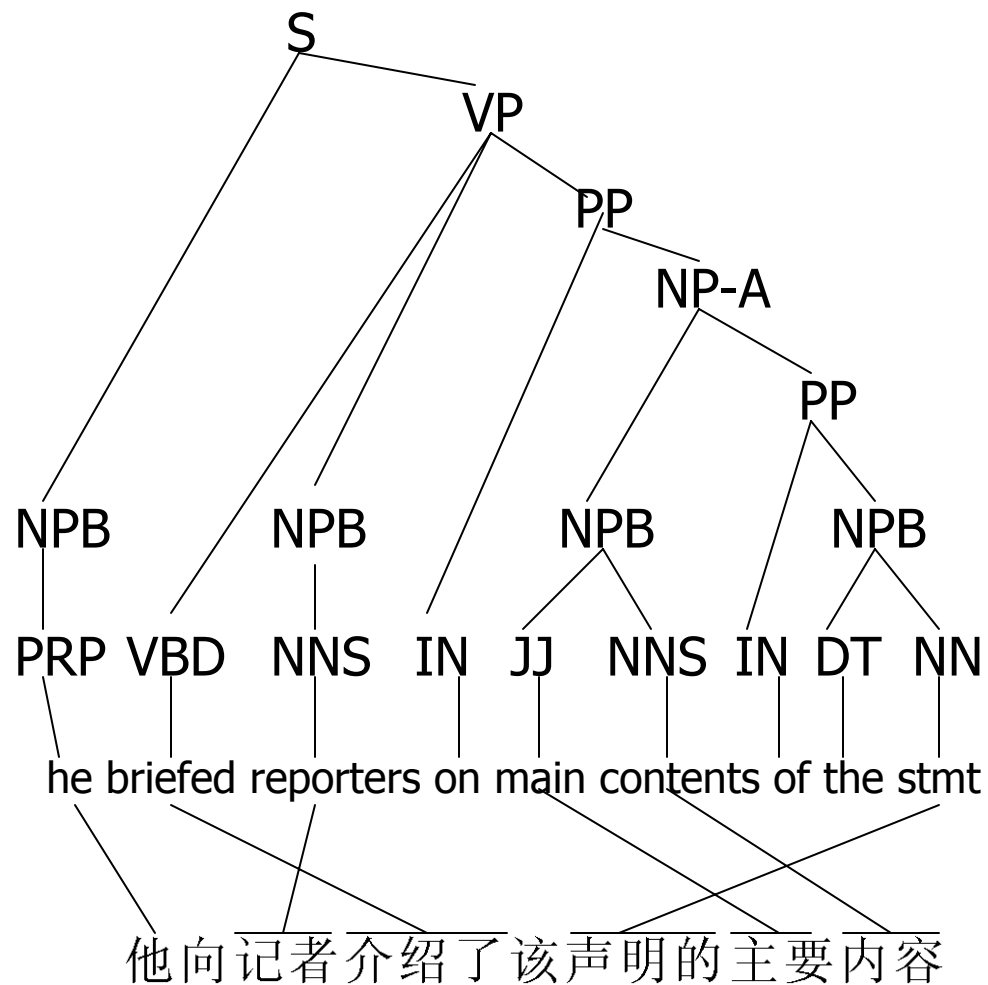 S
VP
PP
NP-A
PP
NPB NPB NPB NPB
PRP VBD NNS IN JJ NNS IN DT NN
he briefed reporters on main contents of the stmt
他向记者介绍了该声明的主要内容